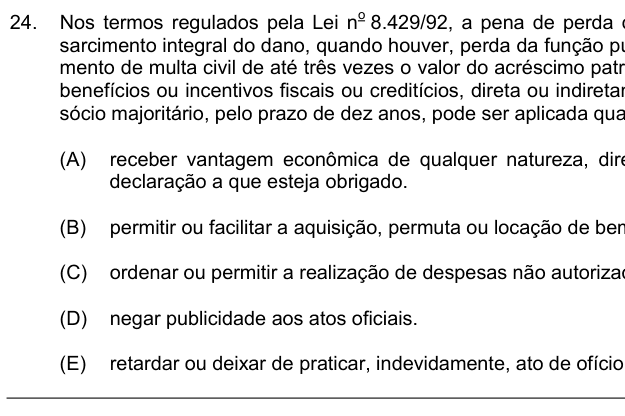 24. Nos termos regulados pela Lei nº 8.429/92, a pena de perda
sarcimento integral do dano, quando houver, perda da função pu
mento de multa civil de até três vezes o valor do acréscimo patr
benefícios ou incentivos fiscais ou creditícios, direta ou indiretar
sócio majoritário, pelo prazo de dez anos, pode ser aplicada qua
(A) receber vantagem econômica de qualquer natureza, dire
declaração a que esteja obrigado.
(B) permitir ou facilitar a aquisição, permuta ou locação de ber
(C) ordenar ou permitir a realização de despesas não autoriza
(D) negar publicidade aos atos oficiais.
(E) retardar ou deixar de praticar, indevidamente, ato de ofício